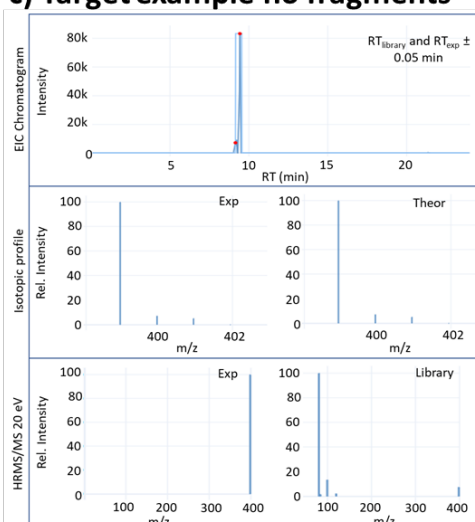 c) Target example no fragments
EIC Chromatogram
Intensity
80k
60k
40k
20k
0
5
10
15
20
RT (min)
RTlibrary and RTexp ±
0.05 min
Isotopic profile
Rel. Intensity
100
80
60
40
20
0
Exp
400
402
m/z
100
80
60
40
20
0
Theor
400
402
m/z
HRMS/MS 20 eV
Rel. Intensity
100
80
60
40
20
0
Exp
100
200
300
400
m/z
100
80
60
40
20
0
Library
100
200
300
400
m/z